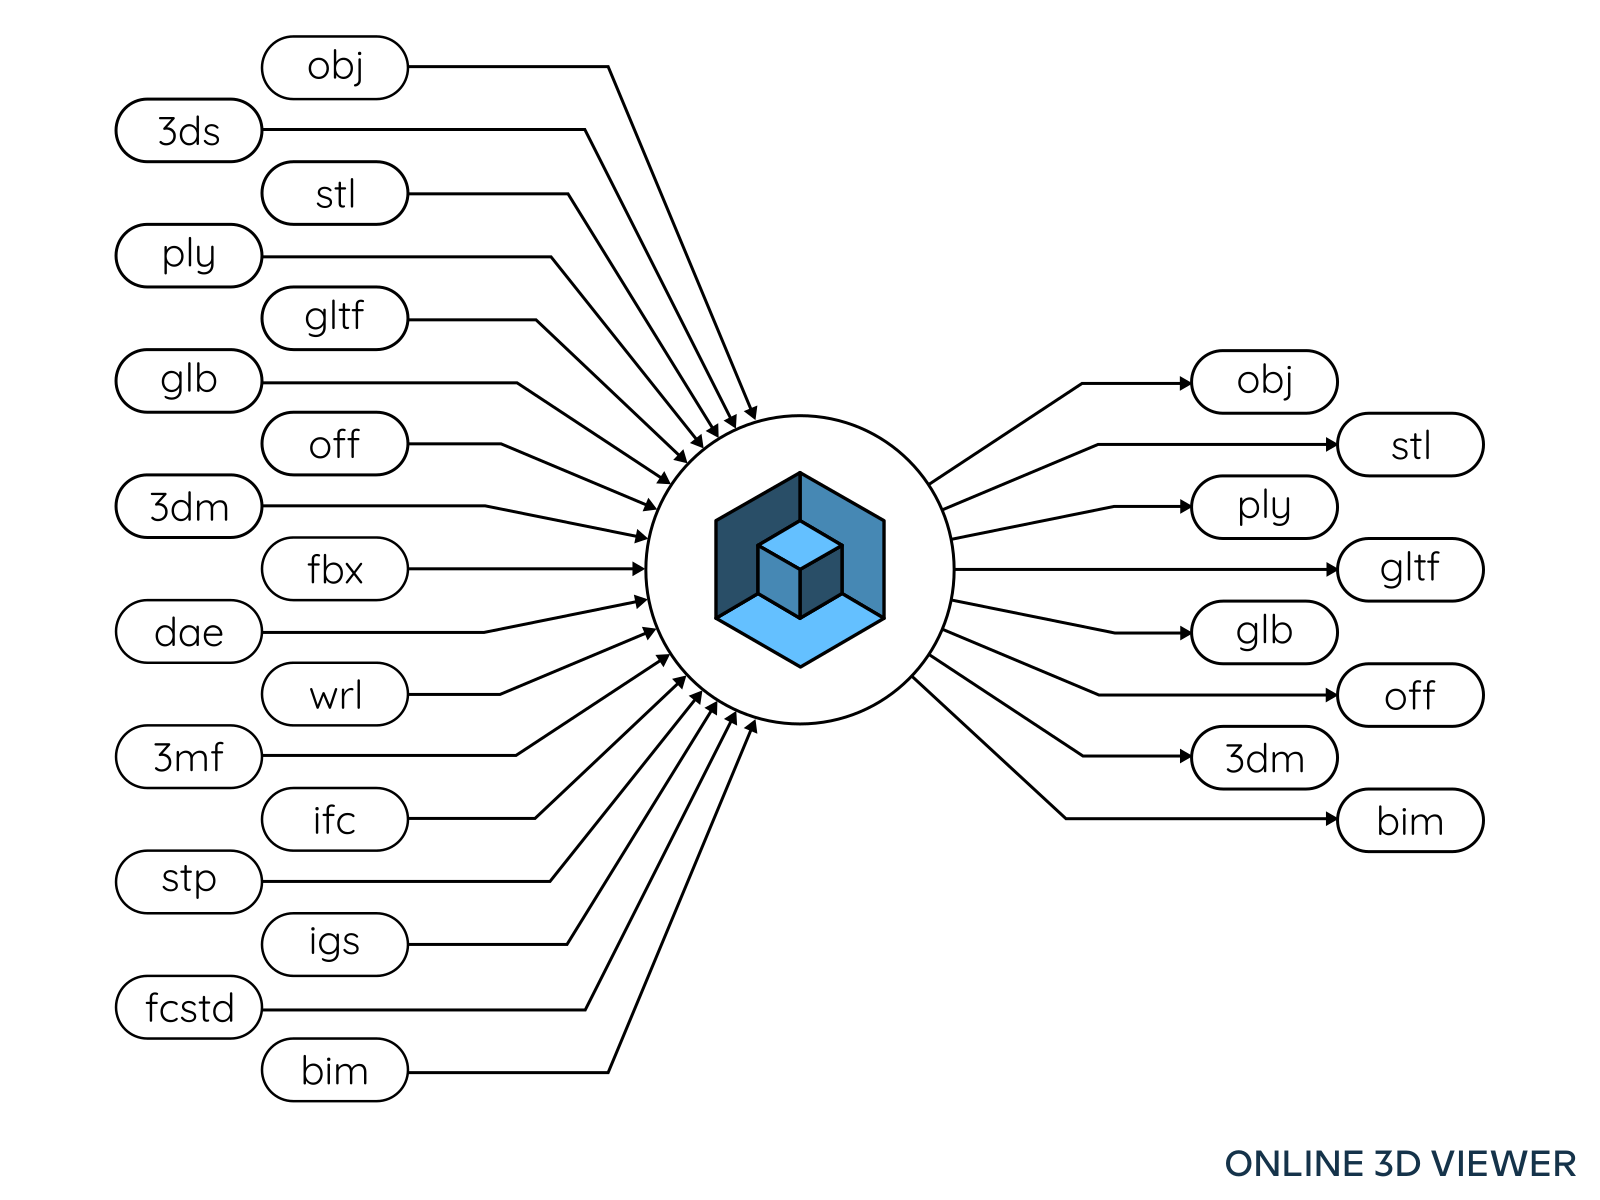 obj
3ds
stl
ply
gltf
glb
off
3dm
fbx
dae
wrl
3mf
ifc
stp
igs
fcstd
bim
obj
stl
ply
gltf
glb
off
3dm
bim
ONLINE 3D VIEWER